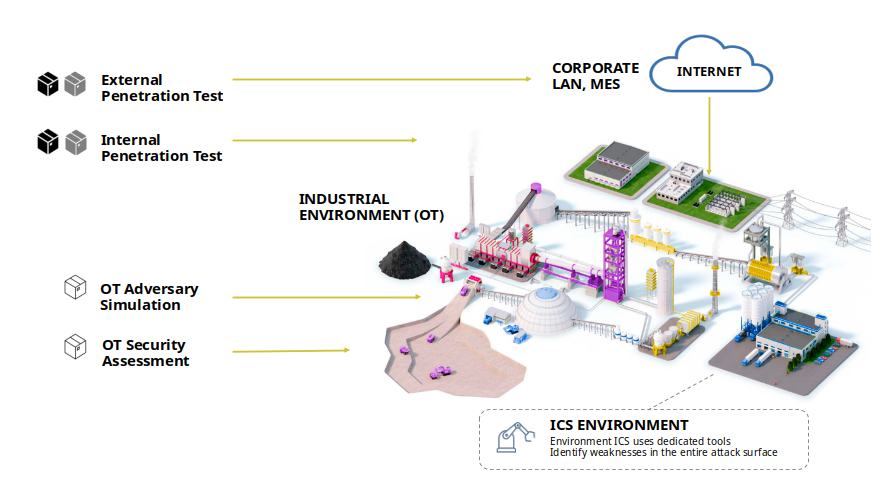 External
Penetration Test
CORPORATE
LAN, MES
INTERNET
Internal
Penetration Test
INDUSTRIAL
ENVIRONMENT (OT)
OT Adversary
Simulation
OT Security
Assessment
ICS ENVIRONMENT
Environment ICS uses dedicated tools
Identify weaknesses in the entire attack surface